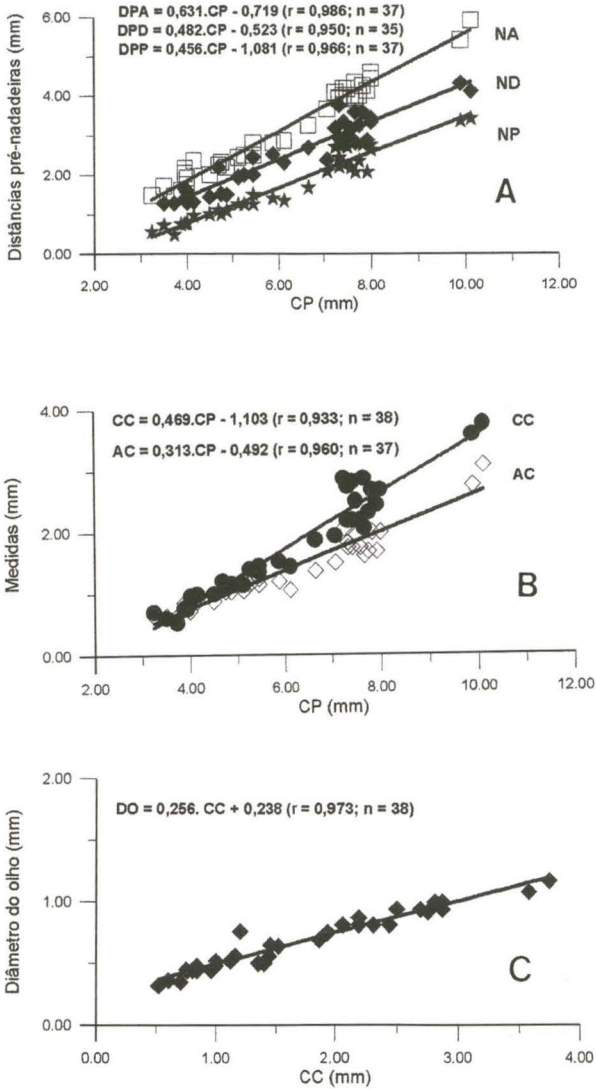 DPA = 0,631.CP - 0,719 (r = 0,986; n = 37)
DPD = 0,482.CP - 0,523 (r = 0,950; n = 35)
DPP = 0,456.CP - 1,081 (r = 0,966; n = 37)
6.00
4.00
2.00
0.00
Distâncias pré-nadadeiras (mm)
NA
ND
NP
A
2.00 4.00 6.00 8.00 10.00 12.00
CP (mm)
CC = 0,469.CP - 1,103 (r = 0,933; n = 38)
AC = 0,313.CP - 0,492 (r = 0,960; n = 37)
4.00
2.00
0.00
Medidas (mm)
CC
AC
B
2.00 4.00 6.00 8.00 10.00 12.00
CP (mm)
DO = 0,256. CC + 0,238 (r = 0,973; n = 38)
2.00
1.00
0.00
Diâmetro do olho (mm)
C
0.00 1.00 2.00 3.00 4.00
CC (mm)